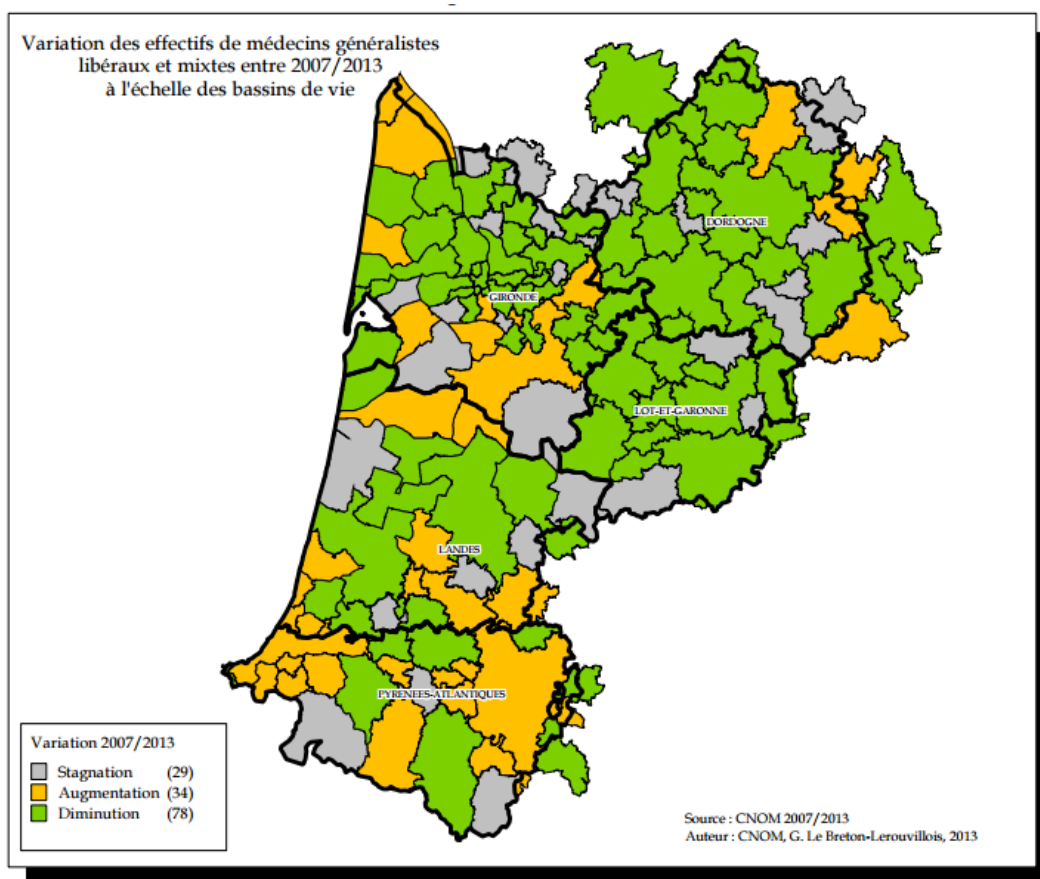 Variation des effectifs de médecins généralistes
libéraux et mixtes entre 2007/2013
à l'échelle des bassins de vie
DORDOGNE
GIRONDE
LOT-ET-GARONNE
LANDES
PYRENEES-ATLANTIQUES
Variation 2007/2013
Stagnation (29)
Augmentation (34)
Diminution (78)
Source : CNOM 2007/2013
Auteur : CNOM, G. Le Breton-Lerouvillois, 2013